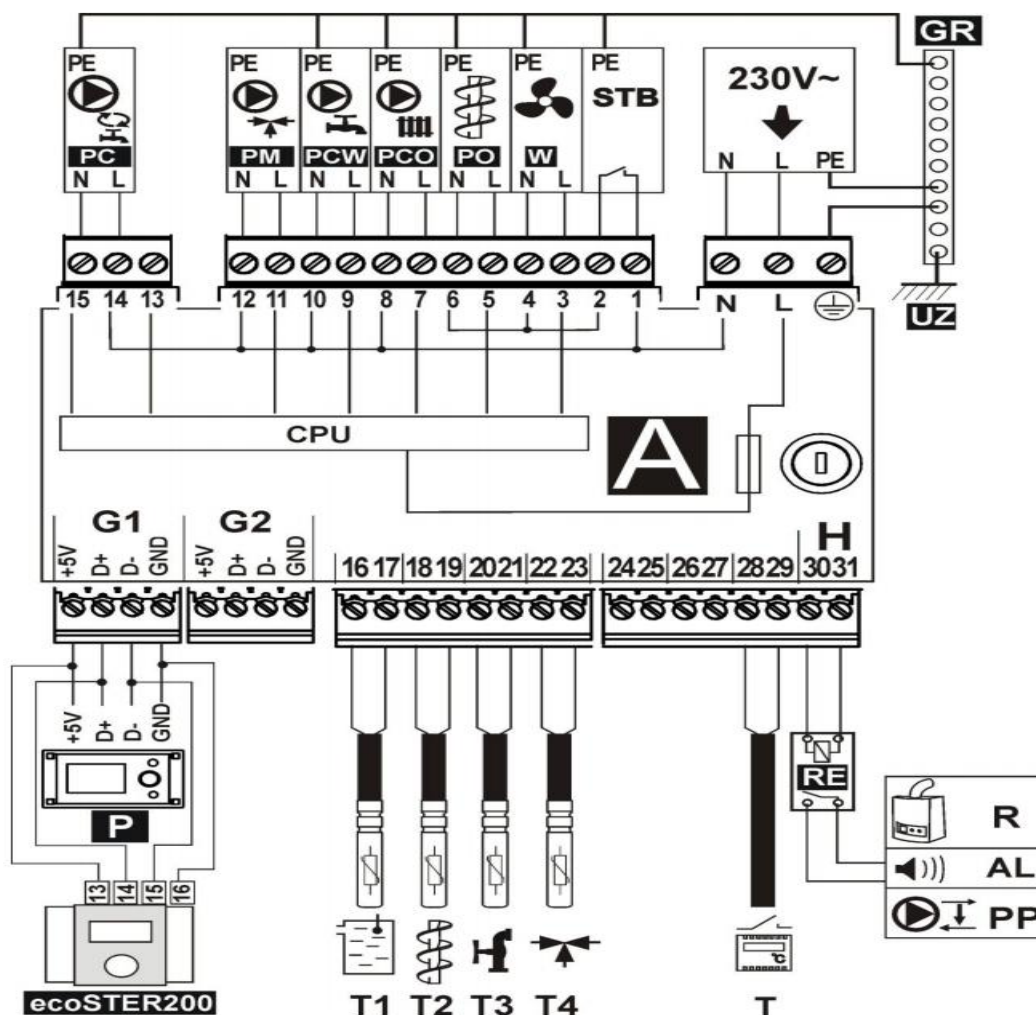 GR
PE PE PE PE PE PE PE
230V~
STB
PC PM PCW PCO PO W
N L PE
N L N L N L N L N L N L
15 14 13 12 11 10 9 8 7 6 5 4 3 2 1 N L
UZ
CPU
A
G1 G2 H
+5V D+ D- GND +5V D+ D- GND
16 17 18 19 20 21 22 23 24 25 26 27 28 29 30 31
+5V D+ D- GND
RE
P
R
AL
PP
13 14 15 16
°C
ecoSTER200
T1 T2 T3 T4 T